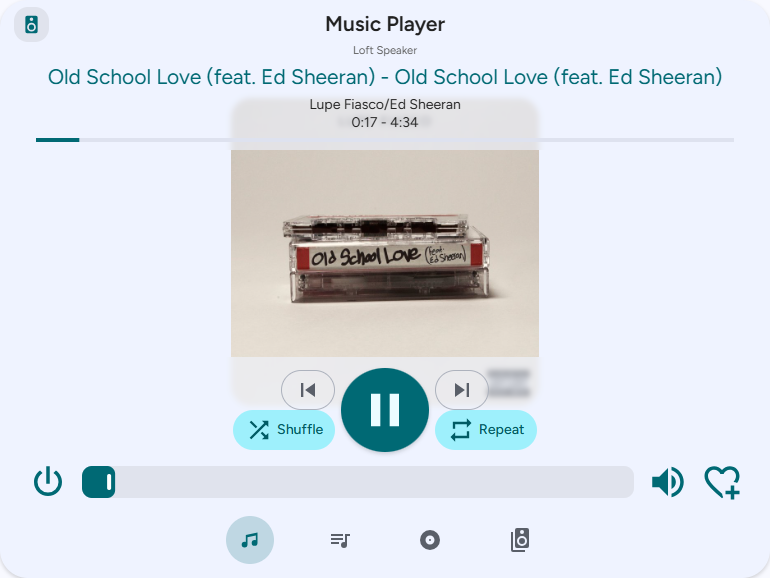 Music Player
Loft Speaker
Old School Love (feat. Ed Sheeran) - Old School Love (feat. Ed Sheeran)
Lupe Fiasco/Ed Sheeran
0:17 - 4:34
Old School Love (feat.
Ed Sheeran)
Shuffle
Repeat